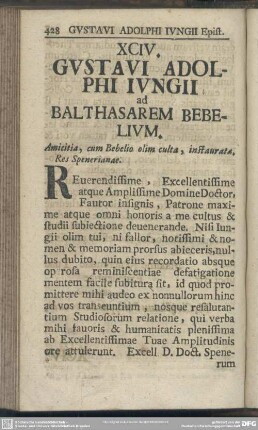 428 GVSTAVI ADOLPHI IVNGII Epist.
XCIV.
GVSTAVI ADOL-
PHI IVNGII
ad
BALTHASAREM BEBE-
LIVM.
Amicitia, cum Bebelio olim culta, instaurata.
Res Spenerianae.
REuerendissime, Excellentissime
atque Amplissime Domine Doctor,
Fautor insignis, Patrone maxi-
me atque omni honoris a me cultus &
studii subiectione deuenerande. Nisi Iun-
gii olim tui, ni fallor, notissimi & no-
men & memoriam prorsus abieceris, nul-
lus dubito, quin eius recordatio absque
op rosa reminiscentiae defatigatione
mentem facile subitura sit, id quod pro-
mittere mihi audeo ex nonnullorum hinc
ad vos transeuntium, nosque resalutan-
tium Studiosorum relatione, qui verba
mihi fauoris & humanitatis plenissima
ab Excellentissimae Tuae Amplitudinis
ore attulerunt. Excell D. Doct. Spene-
rum